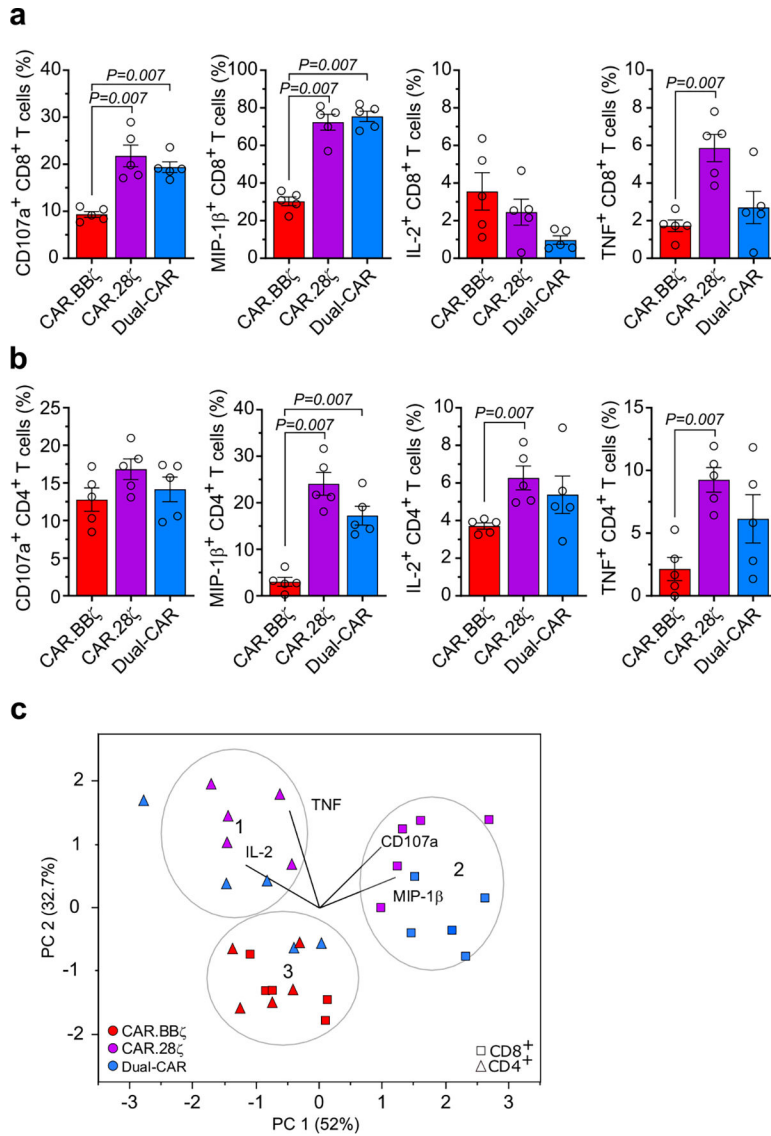 a
CD107a⁺ CD8⁺ T cells (%)
40
30
20
10
0
P=0.007
P=0.007
CAR.BBζ
CAR.28ζ
Dual-CAR
MIP-1β⁺ CD8⁺ T cells (%)
100
80
60
40
20
0
P=0.007
P=0.007
CAR.BBζ
CAR.28ζ
Dual-CAR
IL-2⁺ CD8⁺ T cells (%)
10
8
6
4
2
0
CAR.BBζ
CAR.28ζ
Dual-CAR
TNF⁺ CD8⁺ T cells (%)
10
8
6
4
2
0
P=0.007
CAR.BBζ
CAR.28ζ
Dual-CAR
b
CD107a⁺ CD4⁺ T cells (%)
25
20
15
10
5
0
CAR.BBζ
CAR.28ζ
Dual-CAR
MIP-1β⁺ CD4⁺ T cells (%)
40
30
20
10
0
P=0.007
P=0.007
CAR.BBζ
CAR.28ζ
Dual-CAR
IL-2⁺ CD4⁺ T cells (%)
10
8
6
4
2
0
P=0.007
CAR.BBζ
CAR.28ζ
Dual-CAR
TNF⁺ CD4⁺ T cells (%)
15
10
5
0
P=0.007
CAR.BBζ
CAR.28ζ
Dual-CAR
c
PC 2 (32.7%)
2
1
0
-1
-2
TNF
1
IL-2
CD107a
2
MIP-1β
3
CAR.BBζ
CAR.28ζ
Dual-CAR
CD8⁺
CD4⁺
-3 -2 -1 0 1 2 3
PC 1 (52%)